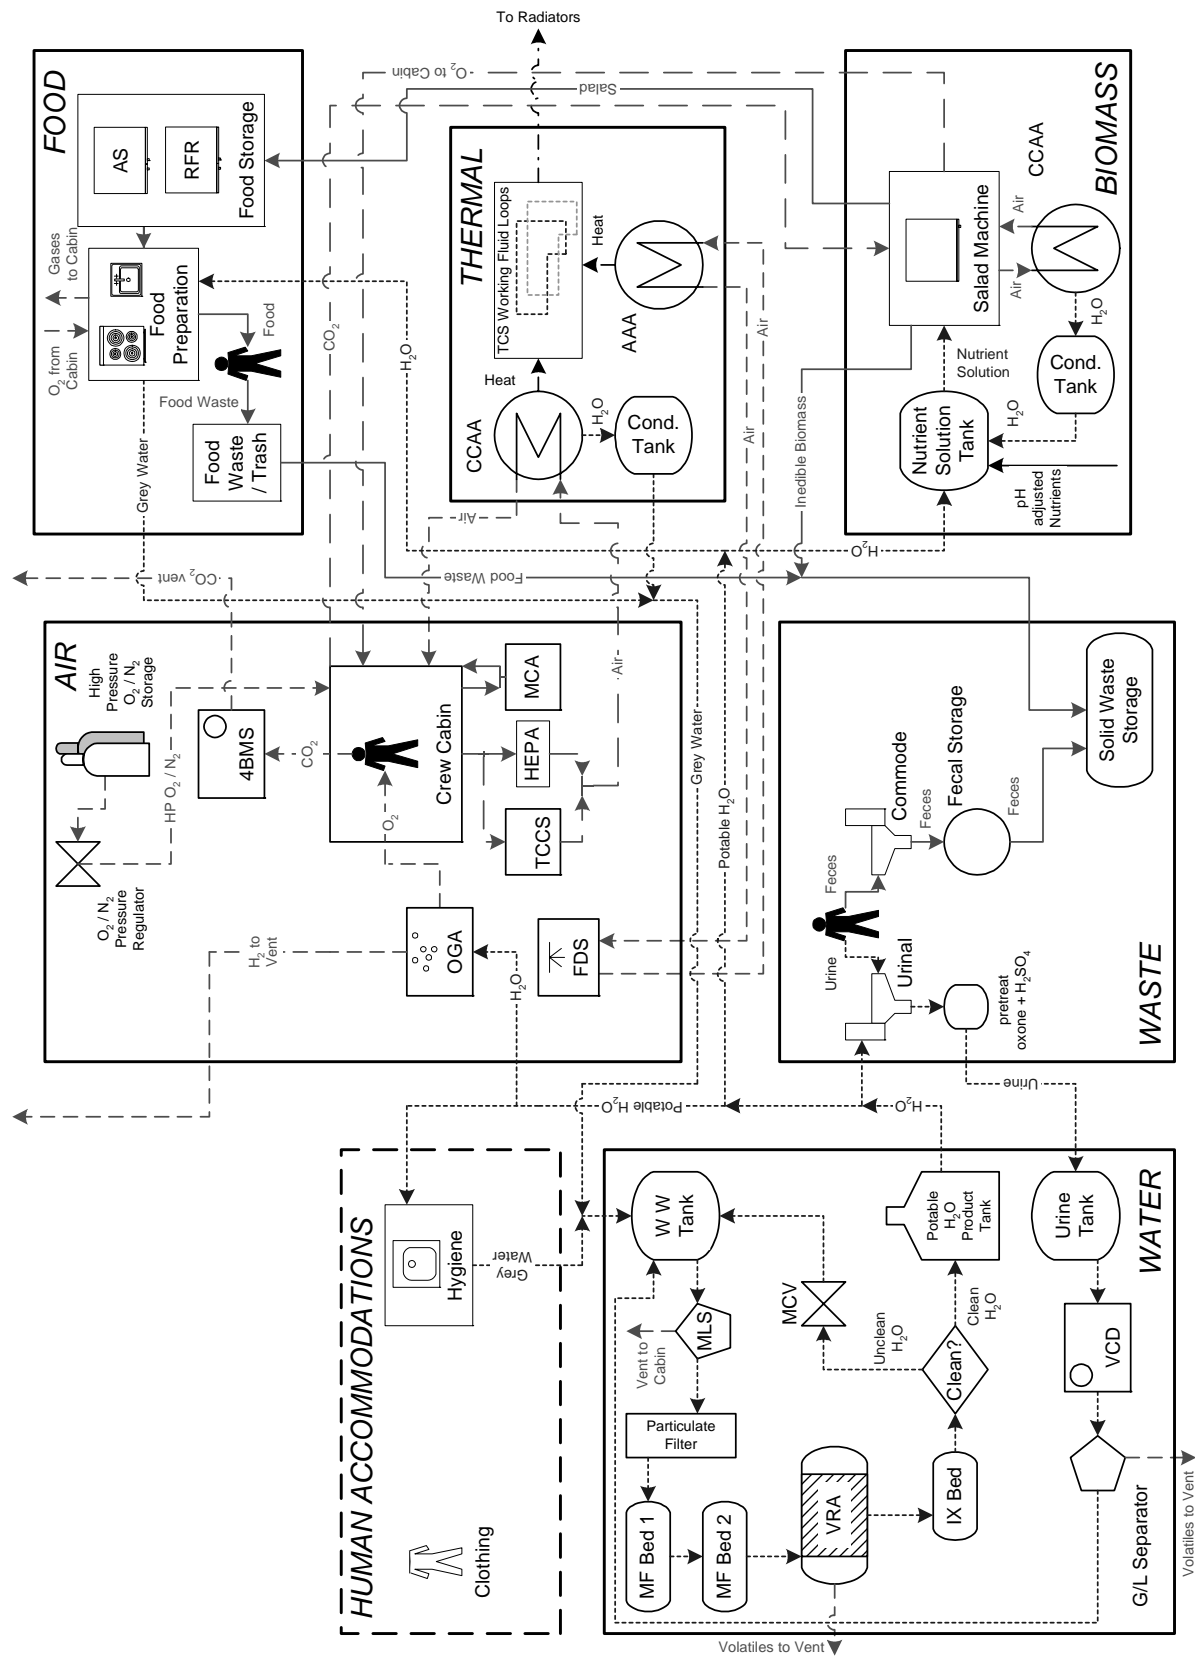 To Radiators
FOOD
AS
RFR
Food Storage
Gases
to Cabin
O2 from
Cabin
Food
Preparation
Food
Food Waste
Food
Waste
/ Trash
Grey Water
CO2
H2O
O2 to Cabin
Salad
THERMAL
TCS Working Fluid Loops
Heat
Heat
AAA
CCAA
H2O
Cond.
Tank
Air
Air
Air
BIOMASS
CCAA
Salad Machine
Air
Air
H2O
Nutrient
Solution
Cond.
Tank
H2O
Nutrient
Solution
Tank
pH
adjusted
Nutrients
Inedible Biomass
H2O
Food Waste
CO2 vent
AIR
High
Pressure
O2 / N2
Storage
HP O2 / N2
O2 / N2
Pressure
Regulator
4BMS
CO2
O2
Crew Cabin
MCA
HEPA
TCCS
Air
OGA
H2 to
Vent
H2O
FDS
Grey Water
Potable H2O
WASTE
Commode
Fecal Storage
Feces
Feces
Feces
Solid Waste
Storage
Urine
Urinal
pretreat
oxone + H2SO4
Urine
Potable H2O
H2O
HUMAN ACCOMMODATIONS
Hygiene
Grey
Water
Clothing
WATER
W W
Tank
MLS
Vent to
Cabin
Particulate
Filter
MF Bed 1
MF Bed 2
VRA
Volatiles to Vent
IX Bed
Clean?
Unclean
H2O
Clean
H2O
MCV
Potable
H2O
Product
Tank
Urine
Tank
VCD
G/L Separator
Volatiles to Vent